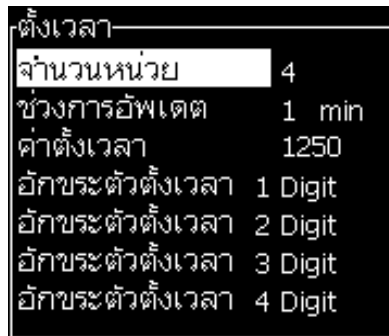 ตั้งเวลา
จำนวนหน่วย 4
ช่วงการอัพเดต 1 min
ค่าตั้งเวลา 1250
อักขระตัวตั้งเวลา 1 Digit
อักขระตัวตั้งเวลา 2 Digit
อักขระตัวตั้งเวลา 3 Digit
อักขระตัวตั้งเวลา 4 Digit